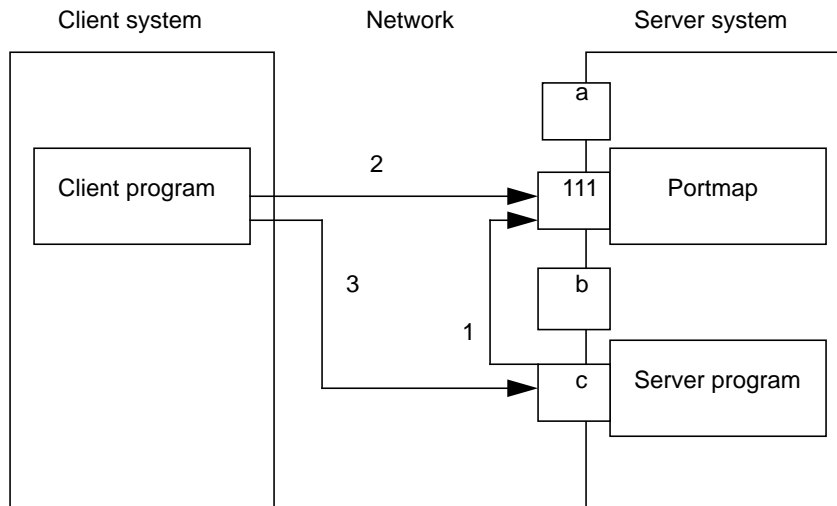 Client system
Network
Server system
a
2
Client program
111
Portmap
3
b
1
c
Server program